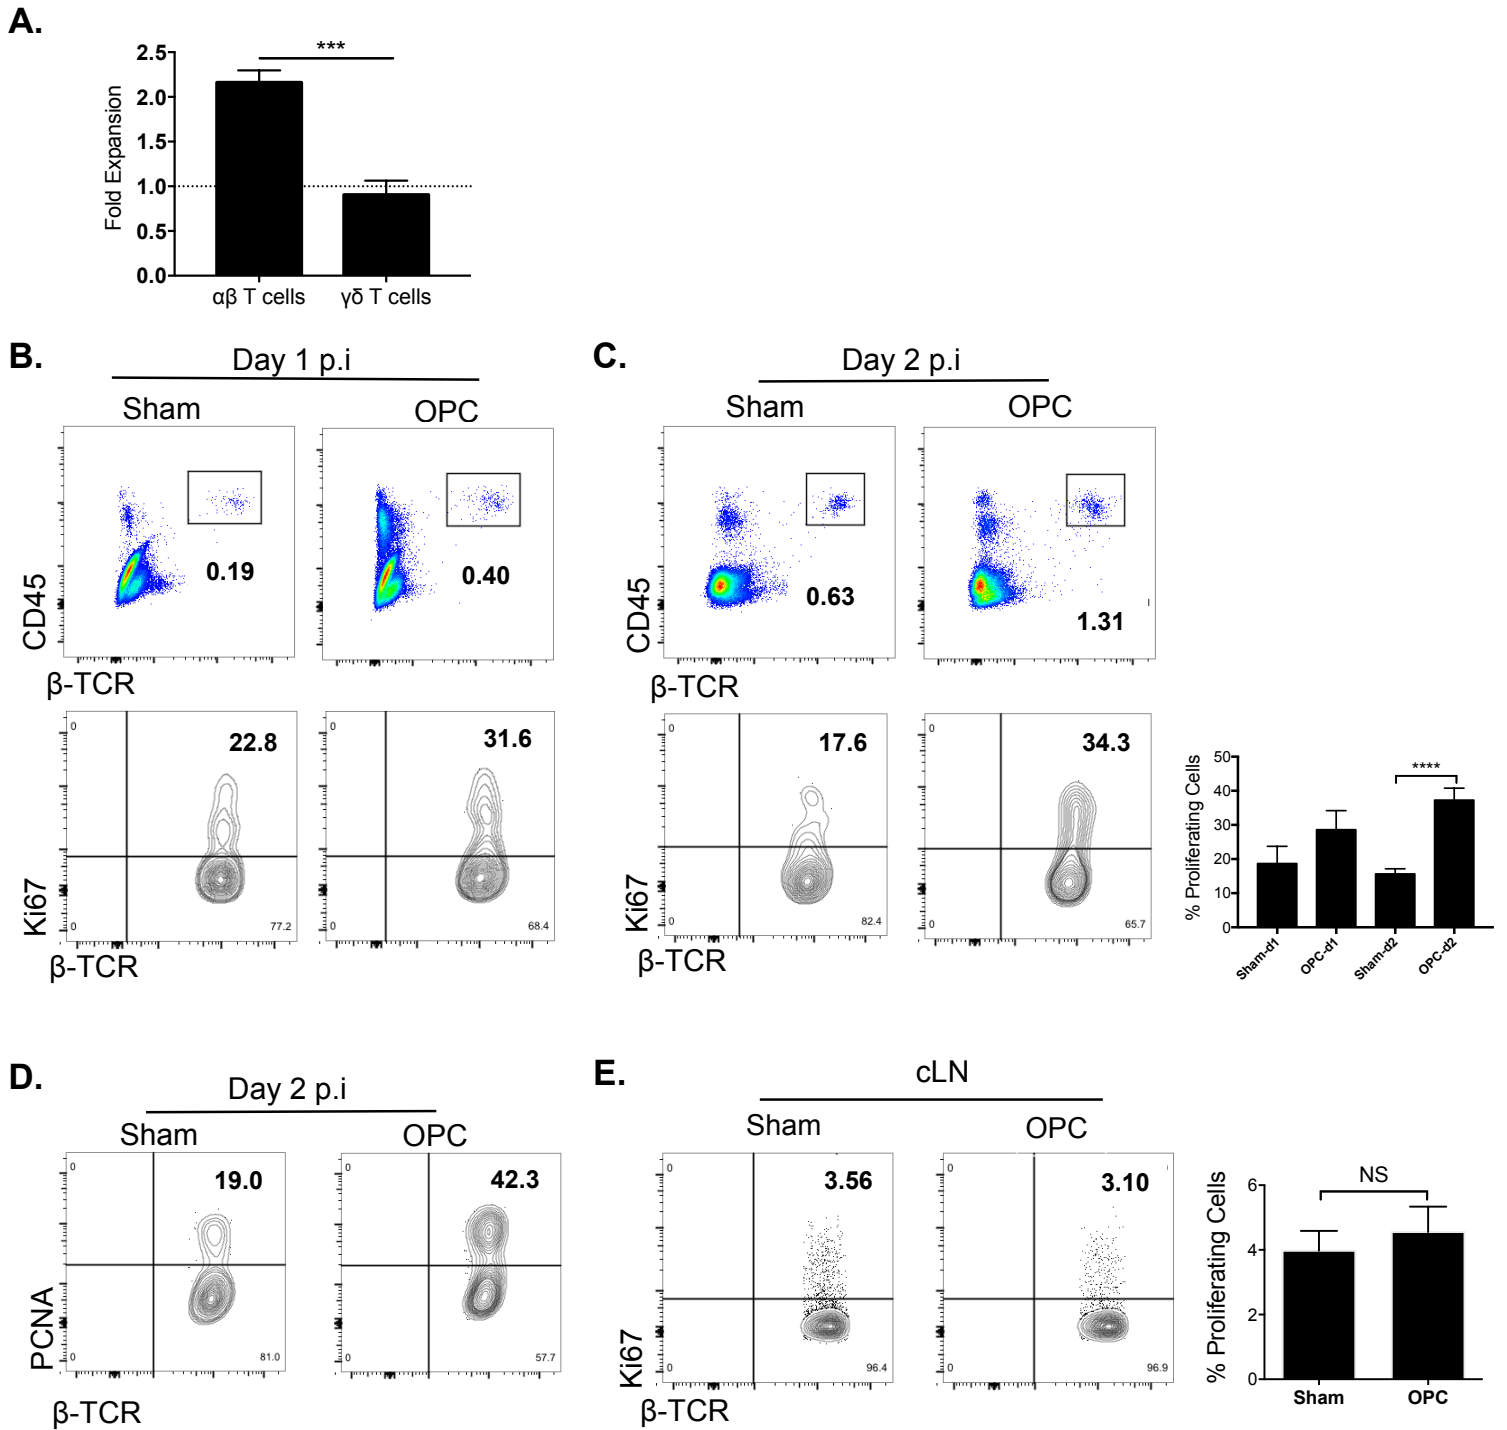 A.
***
2.5
2.0
1.5
1.0
0.5
0.0
Fold Expansion
αβ T cells
γδ T cells
B.
Day 1 p.i
Sham
OPC
CD45
0.19
0.40
β-TCR
22.8
31.6
0
0
0
77.2
0
68.4
Ki67
β-TCR
C.
Day 2 p.i
Sham
OPC
CD45
0.63
1.31
β-TCR
17.6
34.3
0
0
0
82.4
0
65.7
Ki67
β-TCR
****
50
40
30
20
10
0
% Proliferating Cells
Sham-d1
OPC-d1
Sham-d2
OPC-d2
D.
Day 2 p.i
Sham
OPC
0
19.0
0
42.3
PCNA
0
81.0
0
57.7
β-TCR
E.
cLN
Sham
OPC
0
3.56
0
3.10
Ki67
0
96.4
0
96.9
β-TCR
NS
6
4
2
0
% Proliferating Cells
Sham
OPC